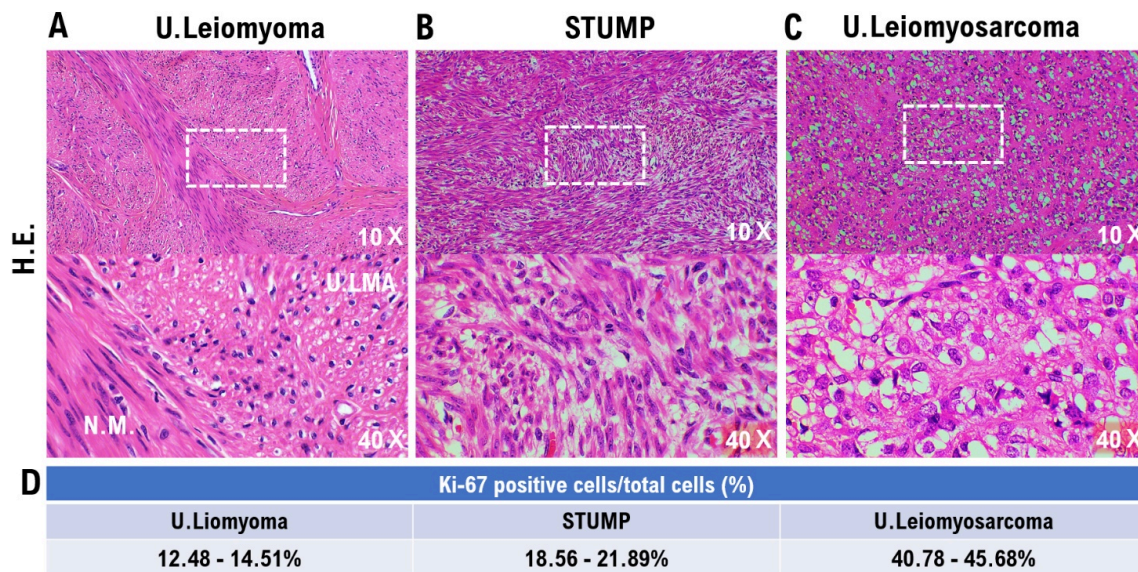 A U.Leiomyoma
B STUMP
C U.Leiomyosarcoma
H.E.
10 X
10 X
10 X
U.LMA
N.M.
40 X
40 X
40 X
D Ki-67 positive cells/total cells (%)
U.Liomyoma STUMP U.Leiomyosarcoma
12.48 - 14.51% 18.56 - 21.89% 40.78 - 45.68%